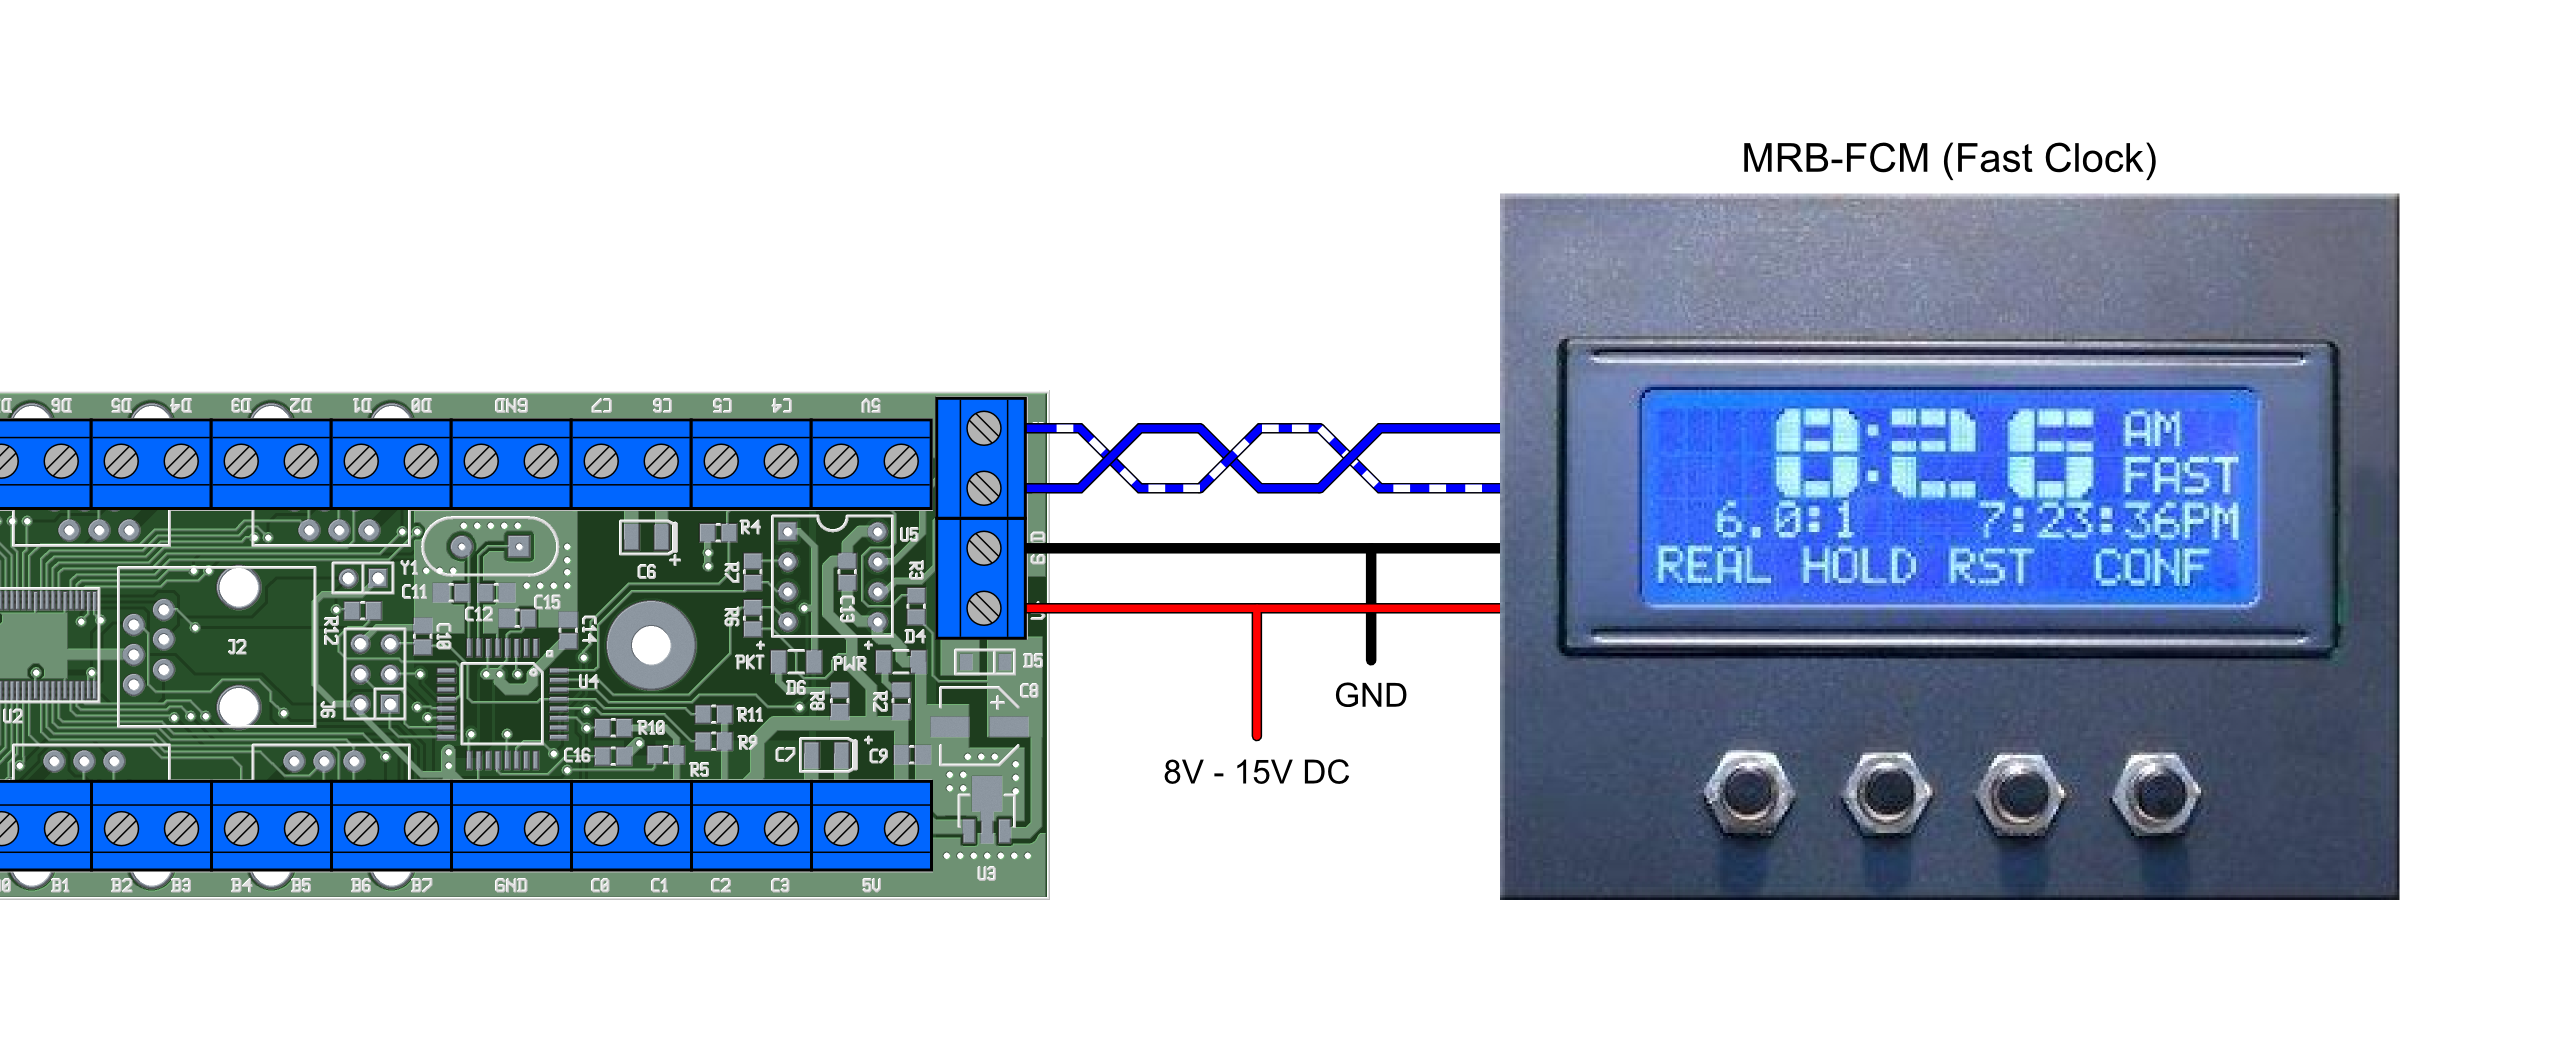 MRB-FCM (Fast Clock)
8:26 AM
FAST
6.0:1 7:23:36PM
REAL HOLD RST CONF
D6 D5 D4 D3 D2 D1 D0 GND C7 C6 C5 C4 5V
R4 U5
C6 + R7 R3
Y1
C11 C12 C15 C13
R12 C10 C14 R6 D4
J2 PKT + PWR + D5
U4 D6 C8
U2 J6 R8 R2 +
R10 R11
C16 R9 C7 + C9
R5
U3
B1 B2 B3 B4 B5 B6 B7 GND C0 C1 C2 C3 5V
GND
8V - 15V DC